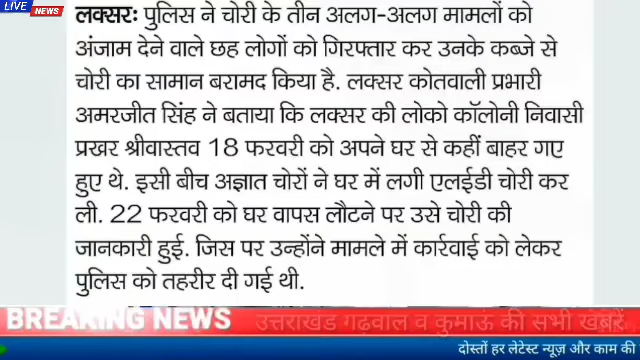 LIVE
NEWS
लक्सरः पुलिस ने चोरी के तीन अलग-अलग मामलों को
अंजाम देने वाले छह लोगों को गिरफ्तार कर उनके कब्जे से
चोरी का सामान बरामद किया है. लक्सर कोतवाली प्रभारी
अमरजीत सिंह ने बताया कि लक्सर की लोको कॉलोनी निवासी
प्रखर श्रीवास्तव 18 फरवरी को अपने घर से कहीं बाहर गए
हुए थे. इसी बीच अज्ञात चोरों ने घर में लगी एलईडी चोरी कर
ली. 22 फरवरी को घर वापस लौटने पर उसे चोरी की
जानकारी हुई. जिस पर उन्होंने मामले में कार्रवाई को लेकर
पुलिस को तहरीर दी गई थी.
BREAKING NEWS
उत्तराखंड गढ़वाल व कुमाऊं की सभी खबरें
दोस्तों हर लेटेस्ट न्यूज़ और काम की